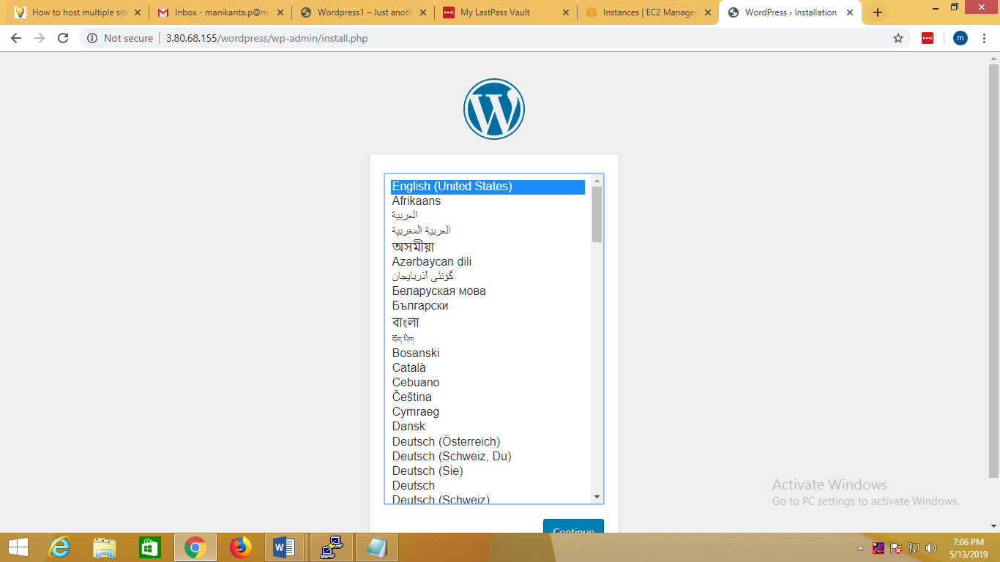 How to host multiple site
Inbox - manikanta.p@m
Wordpress1 – Just anoth
My LastPass Vault
Instances | EC2 Manager
WordPress › Installation
Not secure
3.80.68.155/wordpress/wp-admin/install.php
m
W
English (United States)
Afrikaans
العربية
العربية المغربية
অসমীয়া
Azərbaycan dili
گؤنئی آذربایجان
Беларуская мова
Български
বাংলা
བོད་ཡིག
Bosanski
Català
Cebuano
Čeština
Cymraeg
Dansk
Deutsch (Österreich)
Deutsch (Schweiz, Du)
Deutsch (Sie)
Deutsch
Deutsch (Schweiz)
Continue
Activate Windows
Go to PC settings to activate Windows.
7:06 PM
5/13/2019